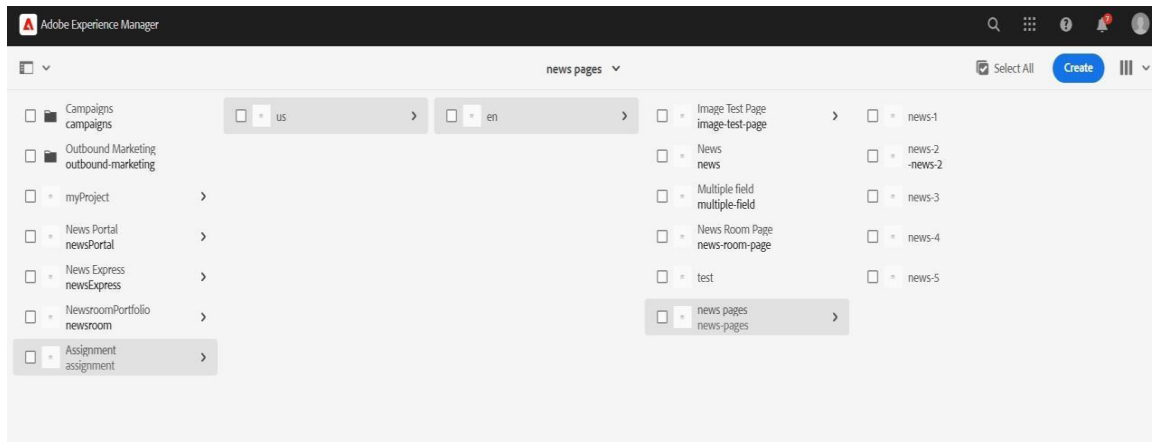 Adobe Experience Manager
7
news pages
Select All
Create
Campaigns
campaigns
Outbound Marketing
outbound-marketing
myProject
News Portal
newsPortal
News Express
newsExpress
NewsroomPortfolio
newsroom
Assignment
assignment
us
en
Image Test Page
image-test-page
News
news
Multiple field
multiple-field
News Room Page
news-room-page
test
news pages
news-pages
news-1
news-2
-news-2
news-3
news-4
news-5